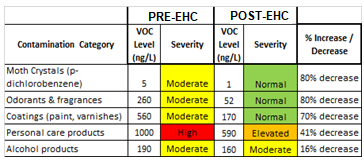 PRE-EHC POST-EHC
Contamination Category VOC Level (ng/L) Severity VOC Level (ng/L) Severity % Increase / Decrease
Moth Crystals (p-dichlorobenzene) 5 Moderate 1 Normal 80% decrease
Odorants & fragrances 260 Moderate 52 Normal 80% decrease
Coatings (paint, varnishes) 560 Moderate 170 Normal 70% decrease
Personal care products 1000 High 590 Elevated 41% decrease
Alcohol products 190 Moderate 160 Moderate 16% decrease